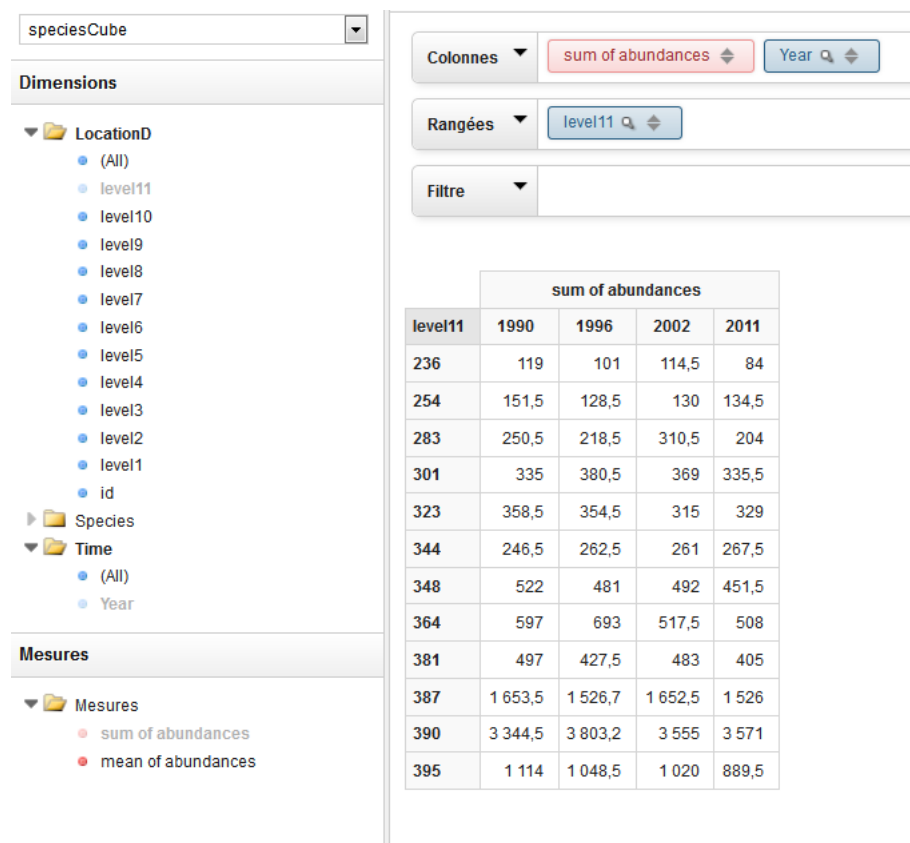 speciesCube
Dimensions
LocationD
(All)
level11
level10
level9
level8
level7
level6
level5
level4
level3
level2
level1
id
Species
Time
(All)
Year
Mesures
Mesures
sum of abundances
mean of abundances
Colonnes sum of abundances Year
Rangées level11
Filtre
sum of abundances
level11 1990 1996 2002 2011
236 119 101 114,5 84
254 151,5 128,5 130 134,5
283 250,5 218,5 310,5 204
301 335 380,5 369 335,5
323 358,5 354,5 315 329
344 246,5 262,5 261 267,5
348 522 481 492 451,5
364 597 693 517,5 508
381 497 427,5 483 405
387 1 653,5 1 526,7 1 652,5 1 526
390 3 344,5 3 803,2 3 555 3 571
395 1 114 1 048,5 1 020 889,5